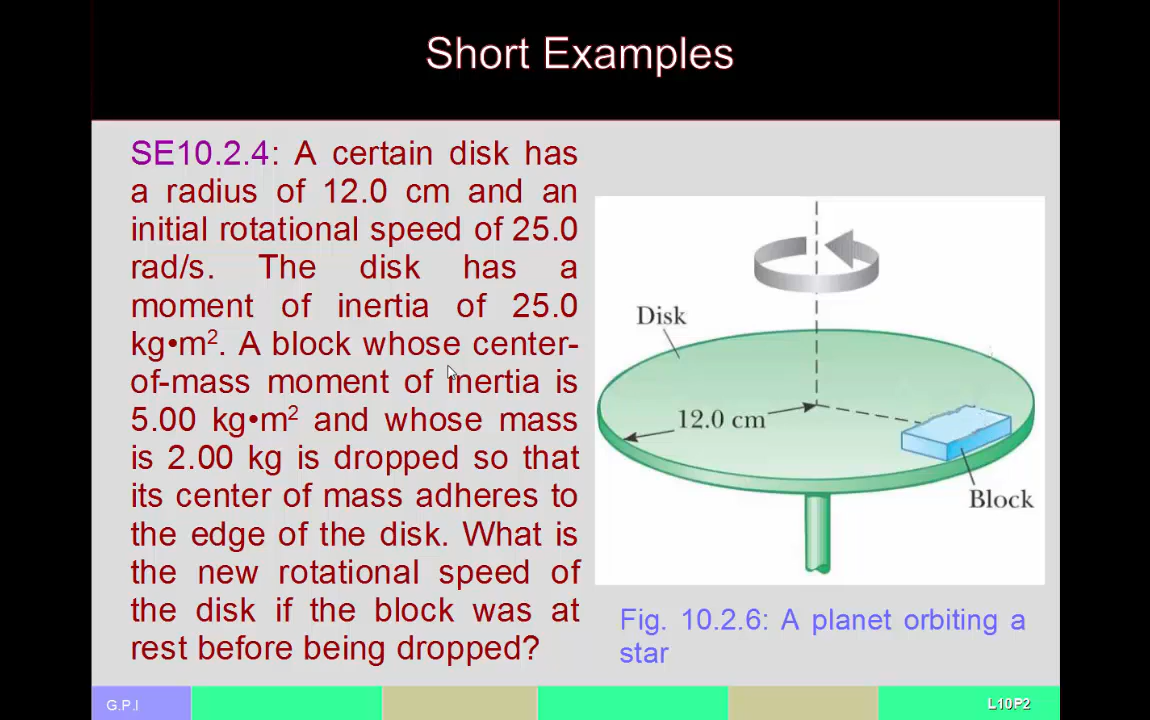 Short Examples
SE10.2.4: A certain disk has
a radius of 12.0 cm and an
initial rotational speed of 25.0
rad/s. The disk has a
moment of inertia of 25.0
kg•m². A block whose center-
of-mass moment of inertia is
5.00 kg•m² and whose mass
is 2.00 kg is dropped so that
its center of mass adheres to
the edge of the disk. What is
the new rotational speed of
the disk if the block was at
rest before being dropped?
Disk
12.0 cm
Block
Fig. 10.2.6: A planet orbiting a
star
G.P.I
L10P2